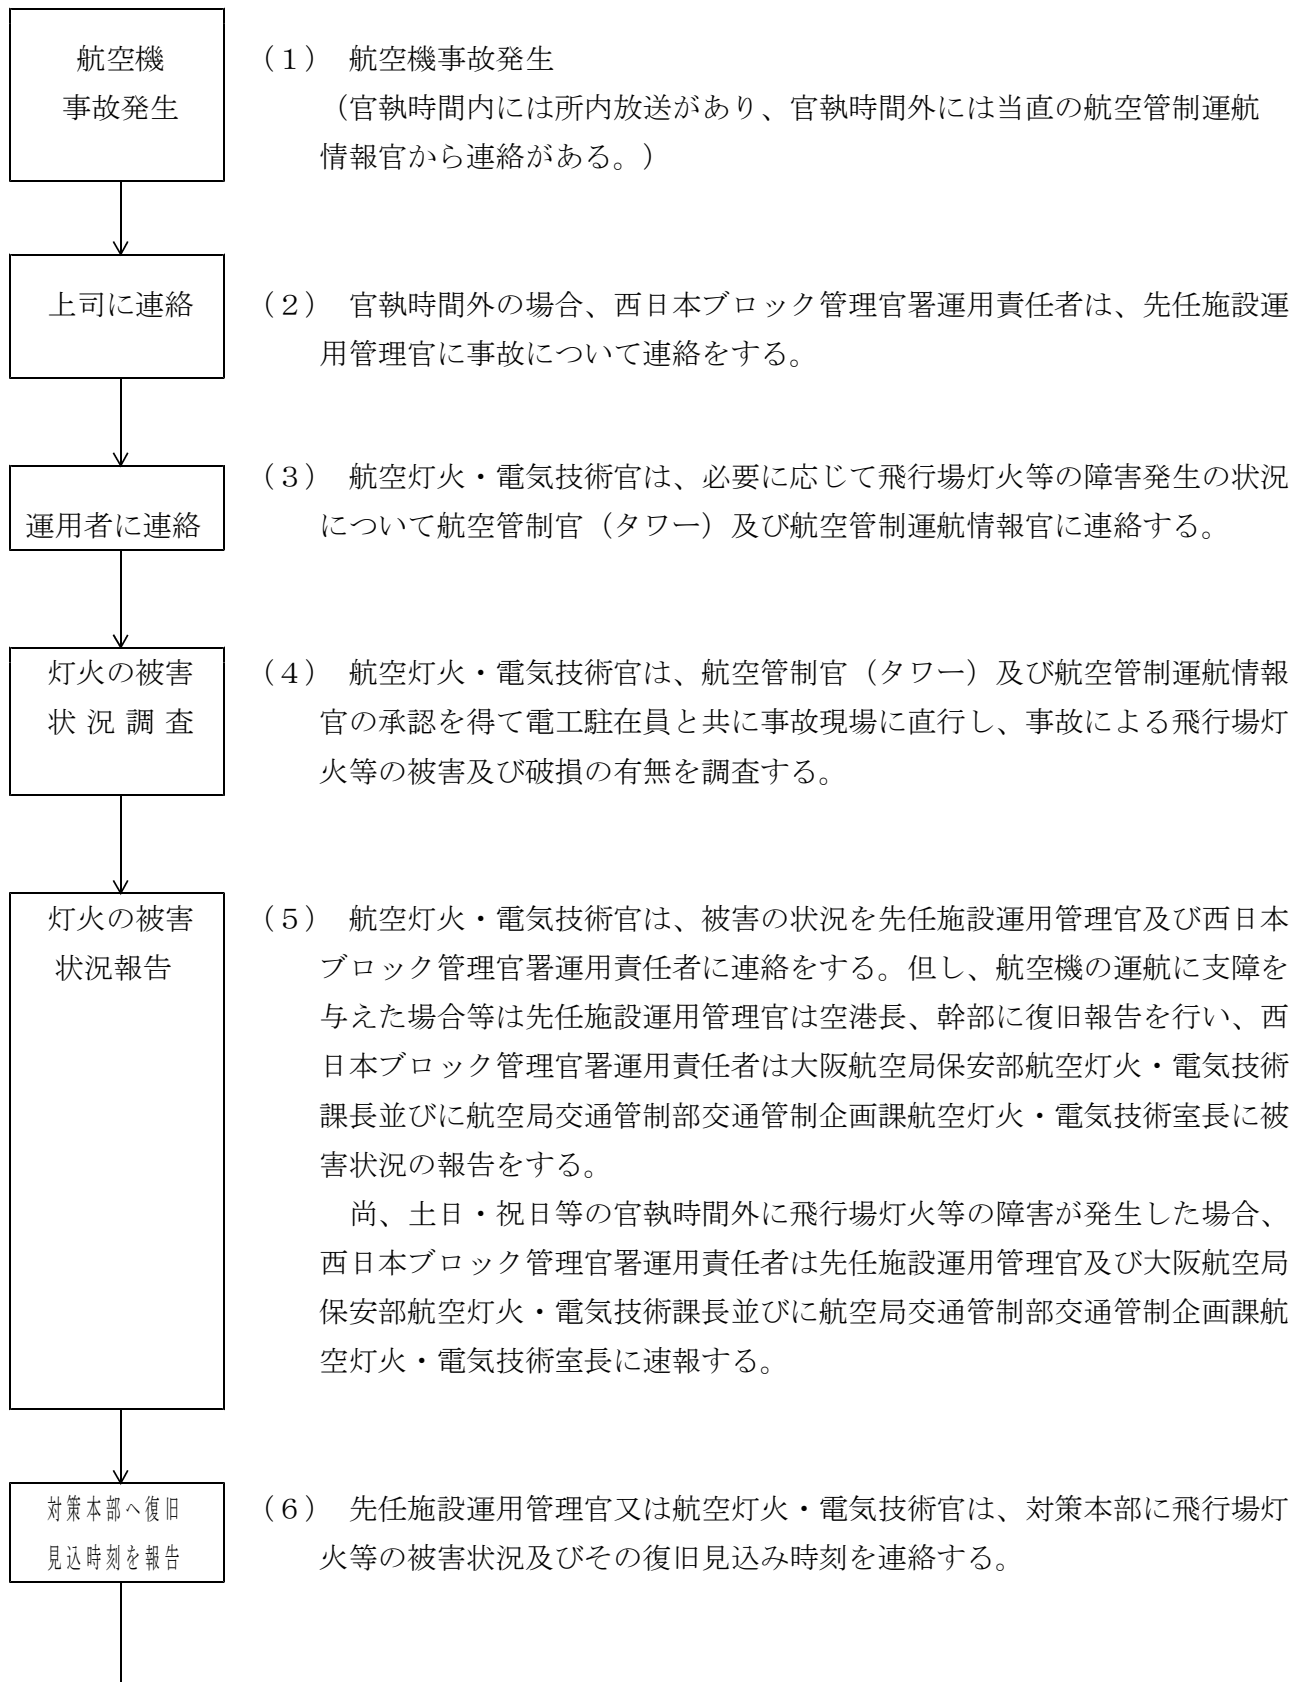 航空機
事故発生
（１） 航空機事故発生
（官執時間内には所内放送があり、官執時間外には当直の航空管制運航
情報官から連絡がある。）
上司に連絡
（２） 官執時間外の場合、西日本ブロック管理官署運用責任者は、先任施設運
用管理官に事故について連絡をする。
運用者に連絡
（３） 航空灯火・電気技術官は、必要に応じて飛行場灯火等の障害発生の状況
について航空管制官（タワー）及び航空管制運航情報官に連絡する。
灯火の被害
状 況 調 査
（４） 航空灯火・電気技術官は、航空管制官（タワー）及び航空管制運航情報
官の承認を得て電工駐在員と共に事故現場に直行し、事故による飛行場灯
火等の被害及び破損の有無を調査する。
灯火の被害
状況報告
（５） 航空灯火・電気技術官は、被害の状況を先任施設運用管理官及び西日本
ブロック管理官署運用責任者に連絡をする。但し、航空機の運航に支障を
与えた場合等は先任施設運用管理官は空港長、幹部に復旧報告を行い、西
日本ブロック管理官署運用責任者は大阪航空局保安部航空灯火・電気技術
課長並びに航空局交通管制部交通管制企画課航空灯火・電気技術室長に被
害状況の報告をする。
尚、土日・祝日等の官執時間外に飛行場灯火等の障害が発生した場合、
西日本ブロック管理官署運用責任者は先任施設運用管理官及び大阪航空局
保安部航空灯火・電気技術課長並びに航空局交通管制部交通管制企画課航
空灯火・電気技術室長に速報する。
対策本部へ復旧
見込時刻を報告
（６） 先任施設運用管理官又は航空灯火・電気技術官は、対策本部に飛行場灯
火等の被害状況及びその復旧見込み時刻を連絡する。